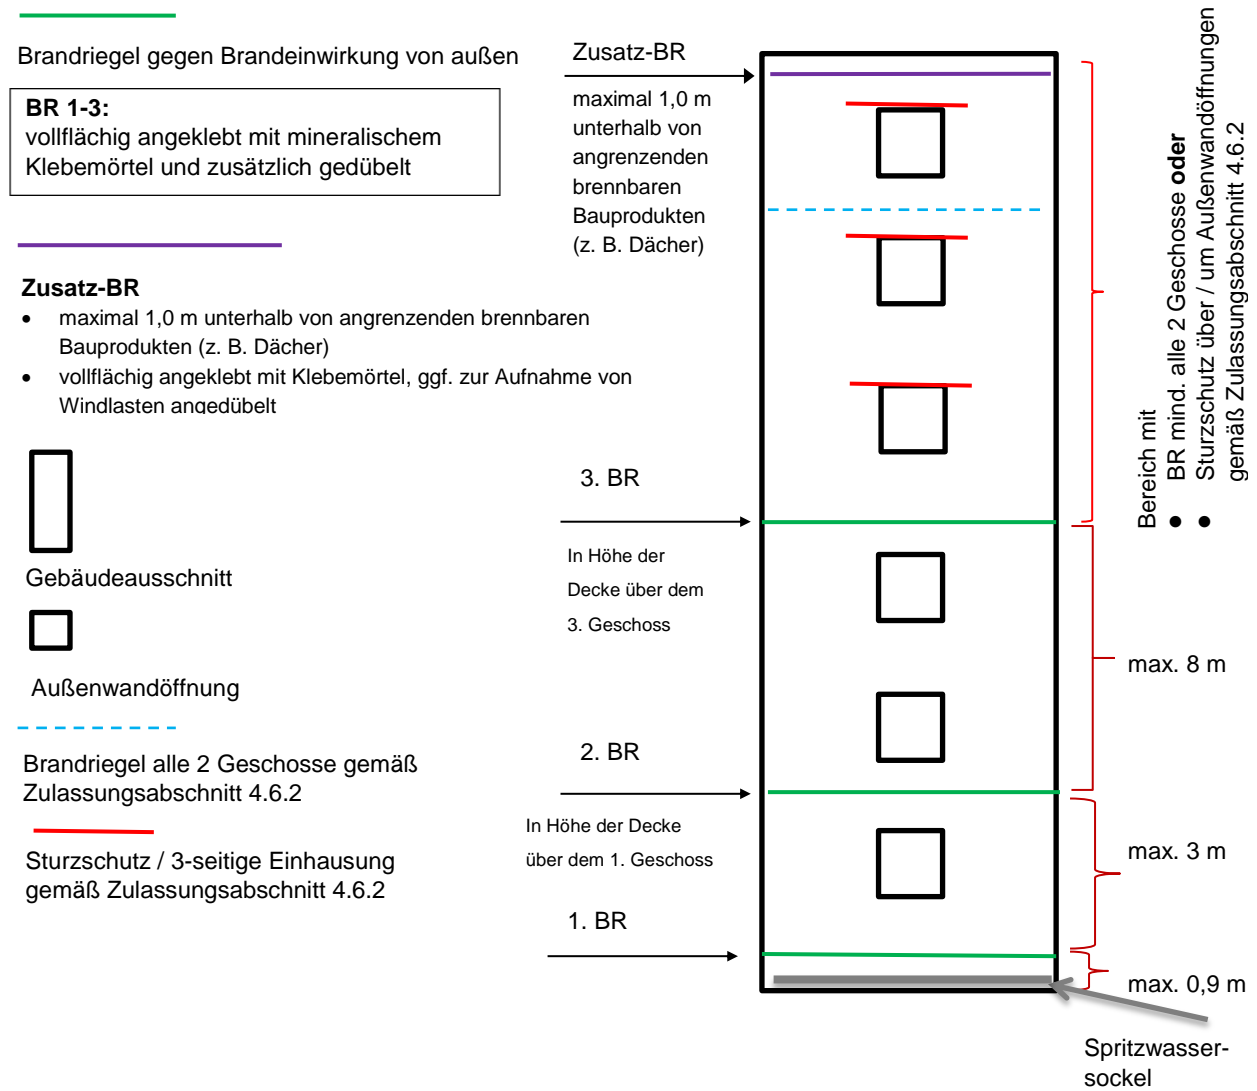 Brandriegel gegen Brandeinwirkung von außen
BR 1-3:
vollflächig angeklebt mit mineralischem
Klebemörtel und zusätzlich gedübelt
Zusatz-BR
• maximal 1,0 m unterhalb von angrenzenden brennbaren
Bauprodukten (z. B. Dächer)
• vollflächig angeklebt mit Klebemörtel, ggf. zur Aufnahme von
Windlasten angedübelt
Gebäudeausschnitt
Außenwandöffnung
Brandriegel alle 2 Geschosse gemäß
Zulassungsabschnitt 4.6.2
Sturzschutz / 3-seitige Einhausung
gemäß Zulassungsabschnitt 4.6.2
Zusatz-BR
maximal 1,0 m
unterhalb von
angrenzenden
brennbaren
Bauprodukten
(z. B. Dächer)
3. BR
In Höhe der
Decke über dem
3. Geschoss
2. BR
In Höhe der Decke
über dem 1. Geschoss
1. BR
Bereich mit
• BR mind. alle 2 Geschosse oder
• Sturzschutz über / um Außenwandöffnungen
gemäß Zulassungsabschnitt 4.6.2
max. 8 m
max. 3 m
max. 0,9 m
Spritzwasser-
sockel